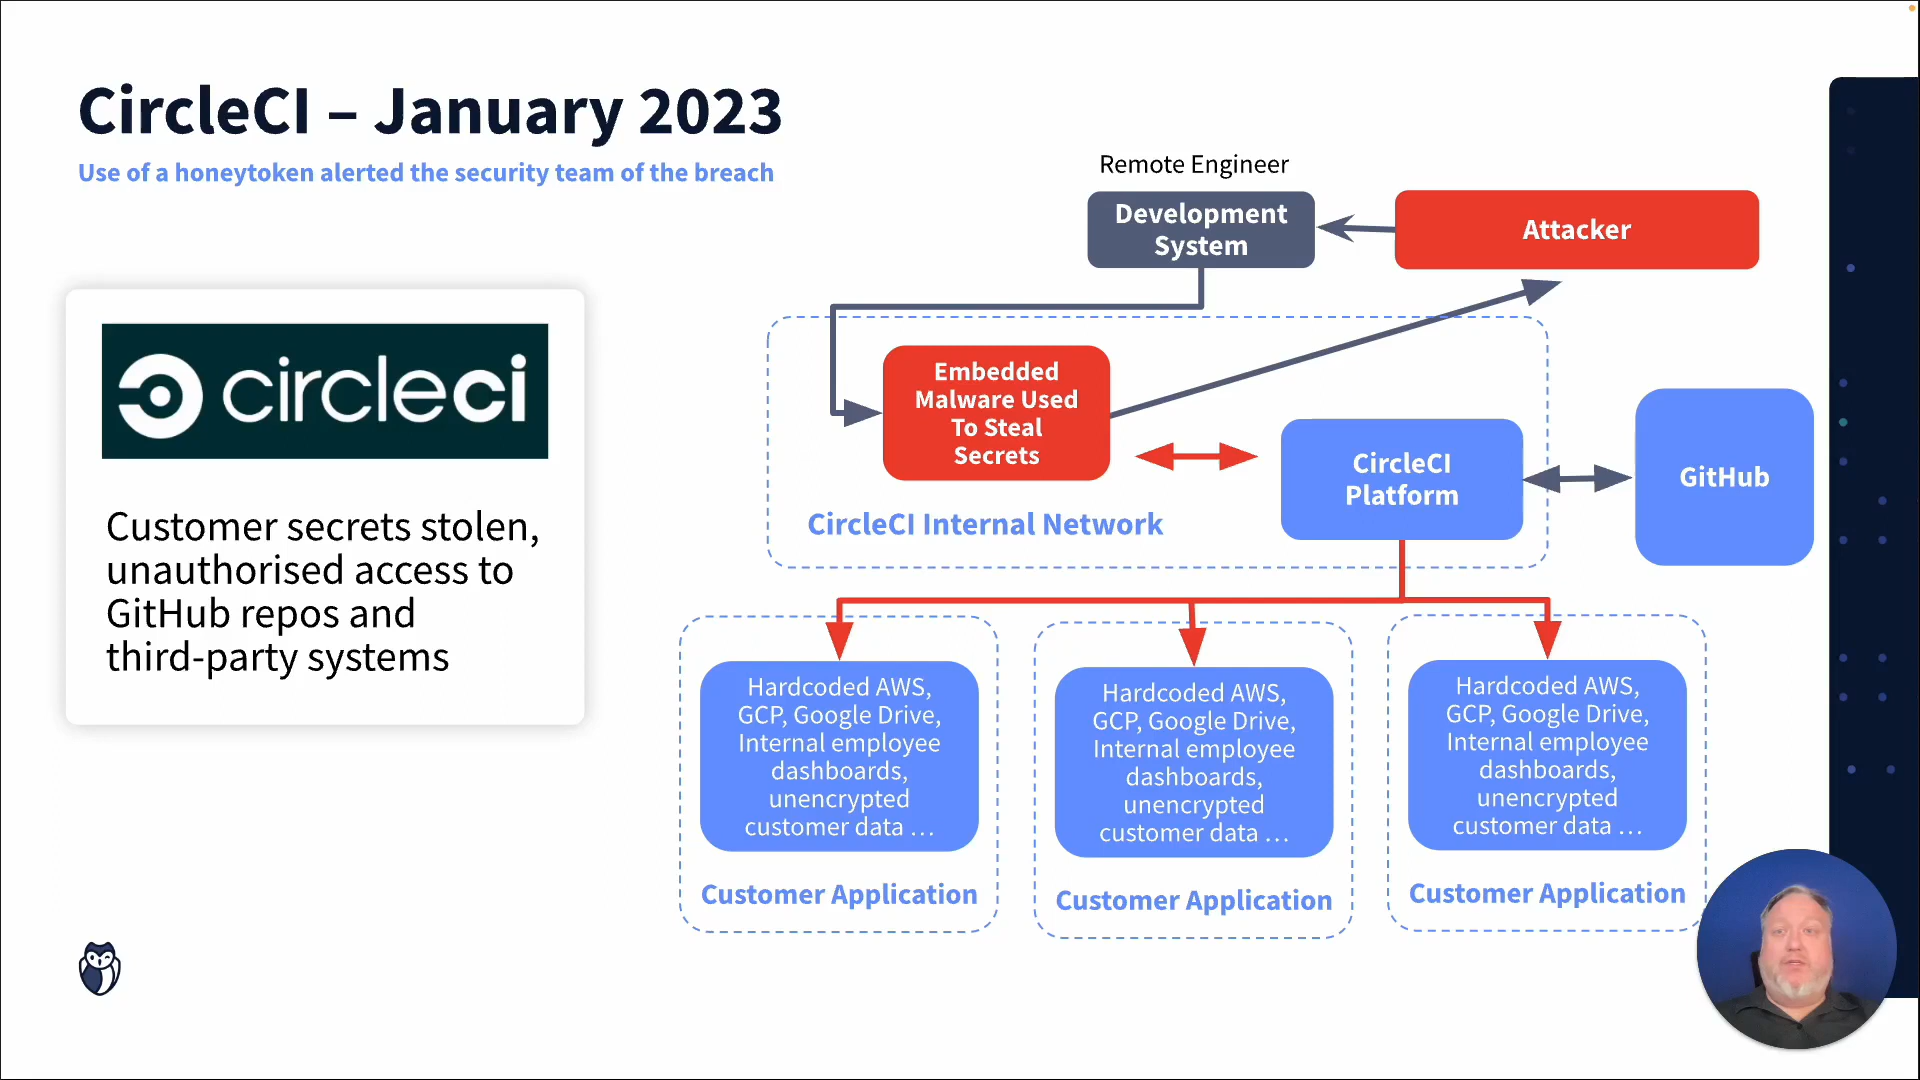 CircleCI – January 2023
Use of a honeytoken alerted the security team of the breach
circleci
Customer secrets stolen,
unauthorised access to
GitHub repos and
third-party systems
Remote Engineer
Development
System
Attacker
Embedded
Malware Used
To Steal
Secrets
CircleCI Internal Network
CircleCI
Platform
GitHub
Hardcoded AWS,
GCP, Google Drive,
Internal employee
dashboards,
unencrypted
customer data ...
Customer Application
Hardcoded AWS,
GCP, Google Drive,
Internal employee
dashboards,
unencrypted
customer data ...
Customer Application
Hardcoded AWS,
GCP, Google Drive,
Internal employee
dashboards,
unencrypted
customer data ...
Customer Application